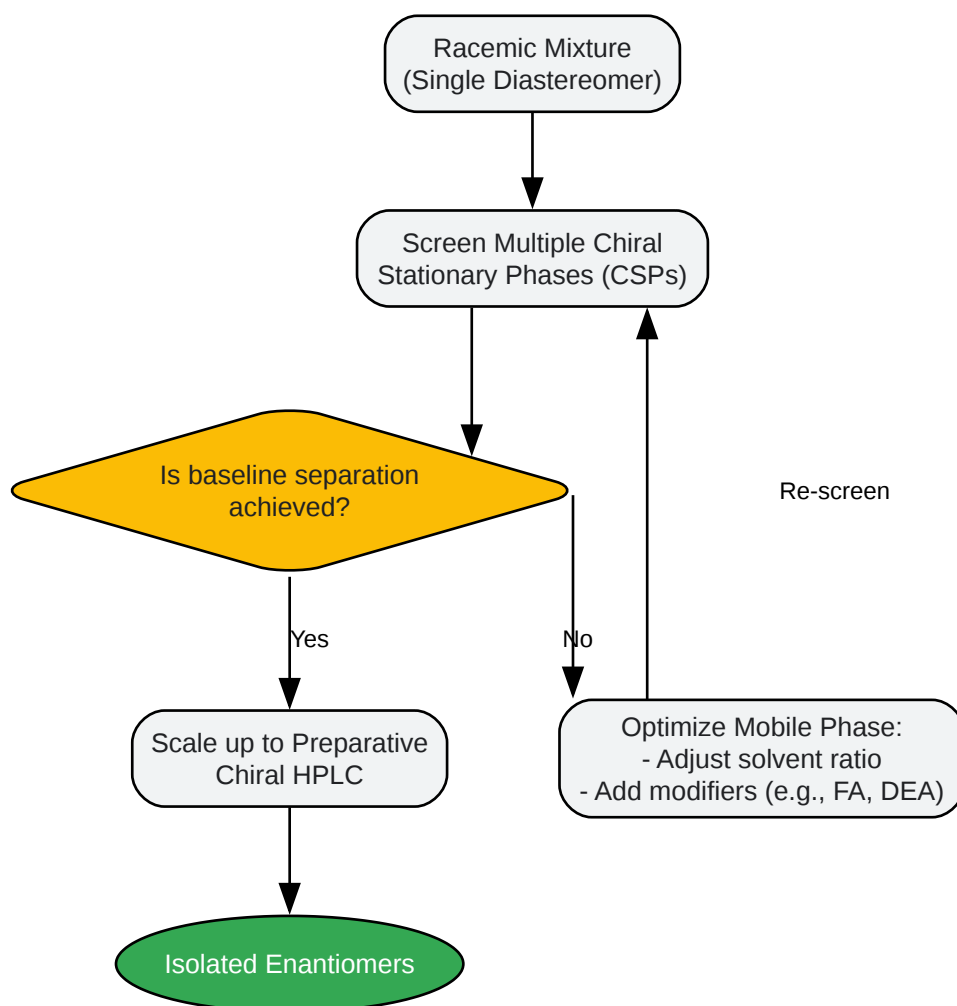 Racemic Mixture
(Single Diastereomer)
Screen Multiple Chiral
Stationary Phases (CSPs)
Is baseline separation
achieved?
Re-screen
Yes
No
Scale up to Preparative
Chiral HPLC
Optimize Mobile Phase:
- Adjust solvent ratio
- Add modifiers (e.g., FA, DEA)
Isolated Enantiomers